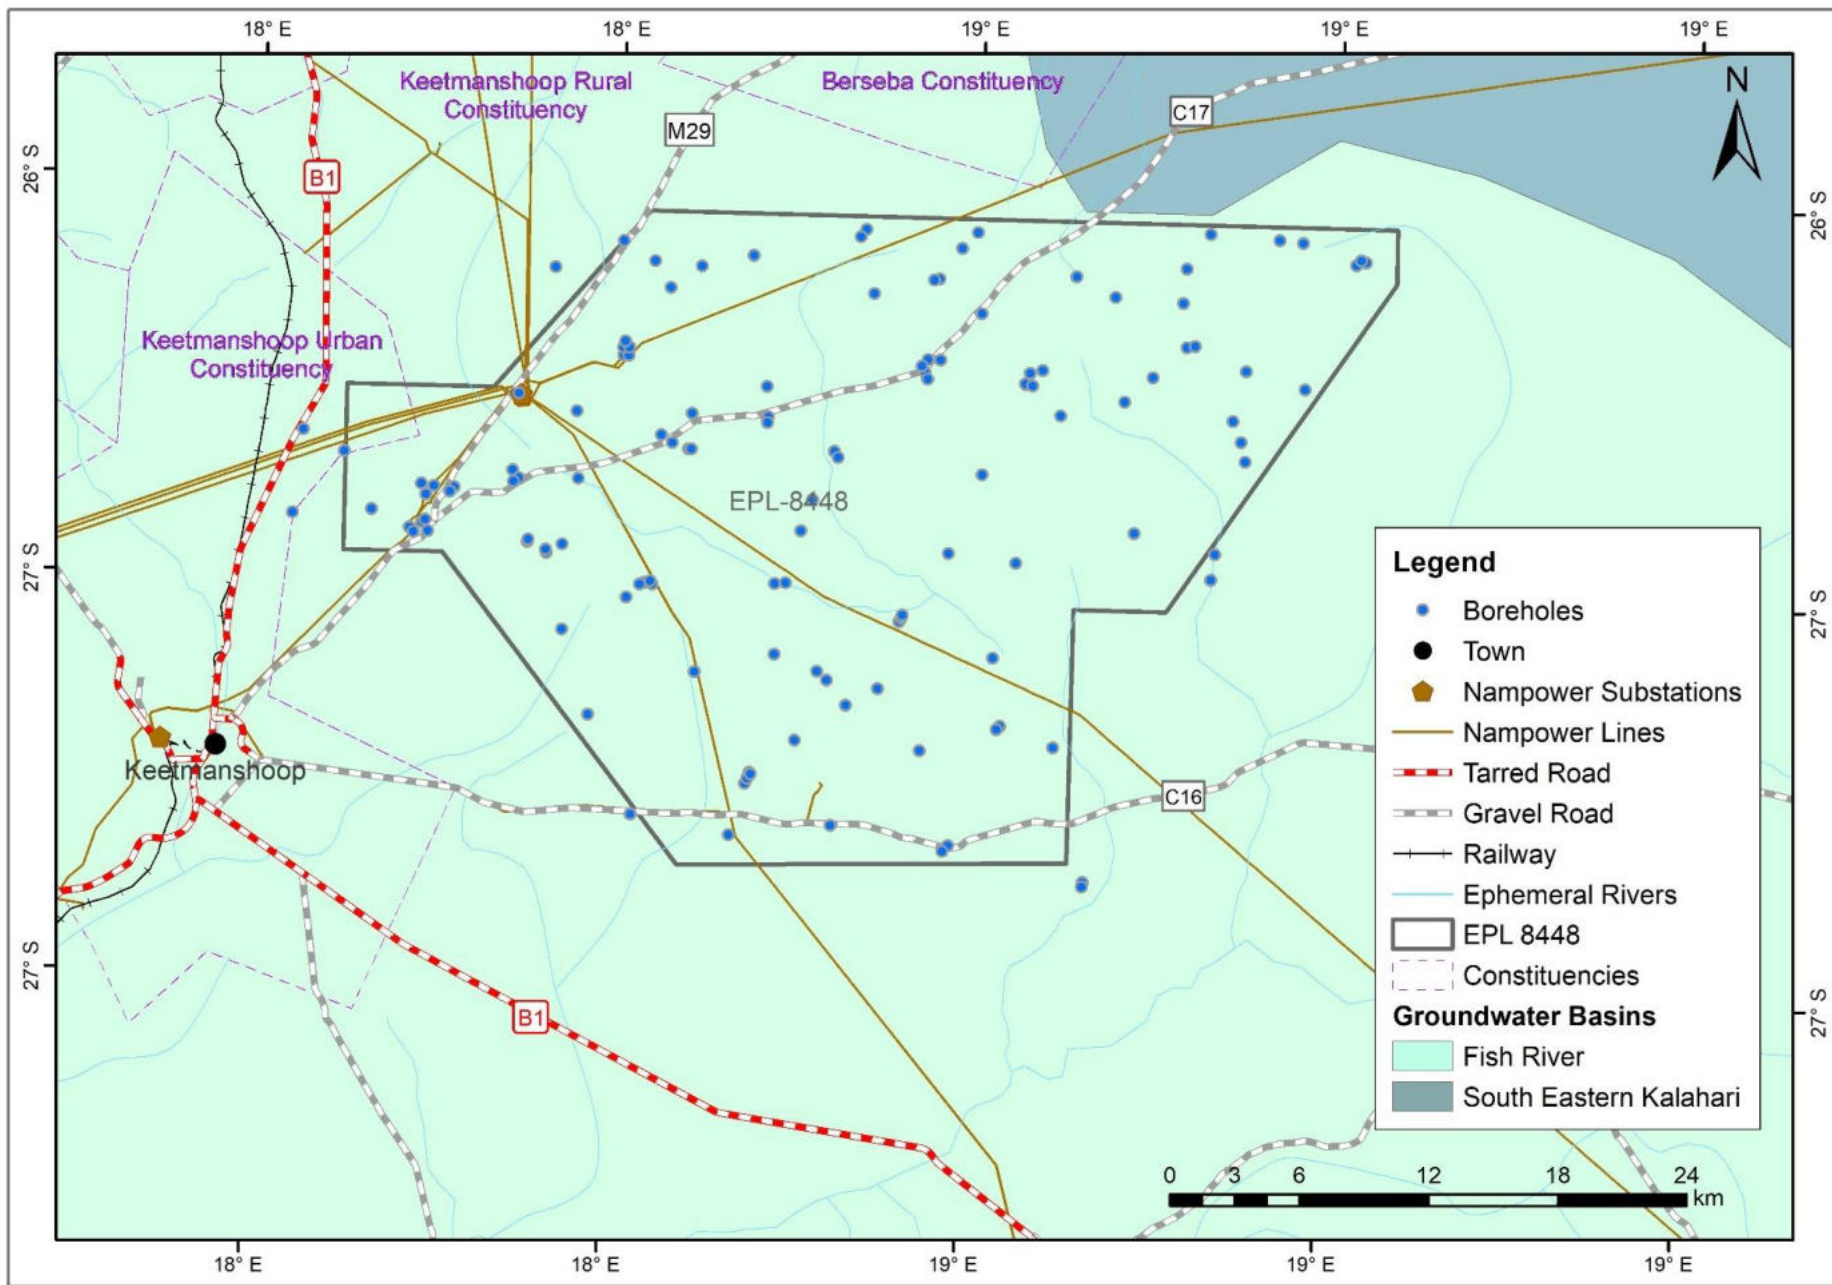 18° E
18° E
19° E
19° E
19° E
Keetmanshoop Rural
Constituency
Berseba Constituency
N
M29
C17
26° S
26° S
B1
Keetmanshoop Urban
Constituency
EPL-8448
27° S
27° S
Keetmanshoop
C16
27° S
27° S
B1
Legend
Boreholes
Town
Nampower Substations
Nampower Lines
Tarred Road
Gravel Road
Railway
Ephemeral Rivers
EPL 8448
Constituencies
Groundwater Basins
Fish River
South Eastern Kalahari
0 3 6 12 18 24
km
18° E
18° E
19° E
19° E
19° E